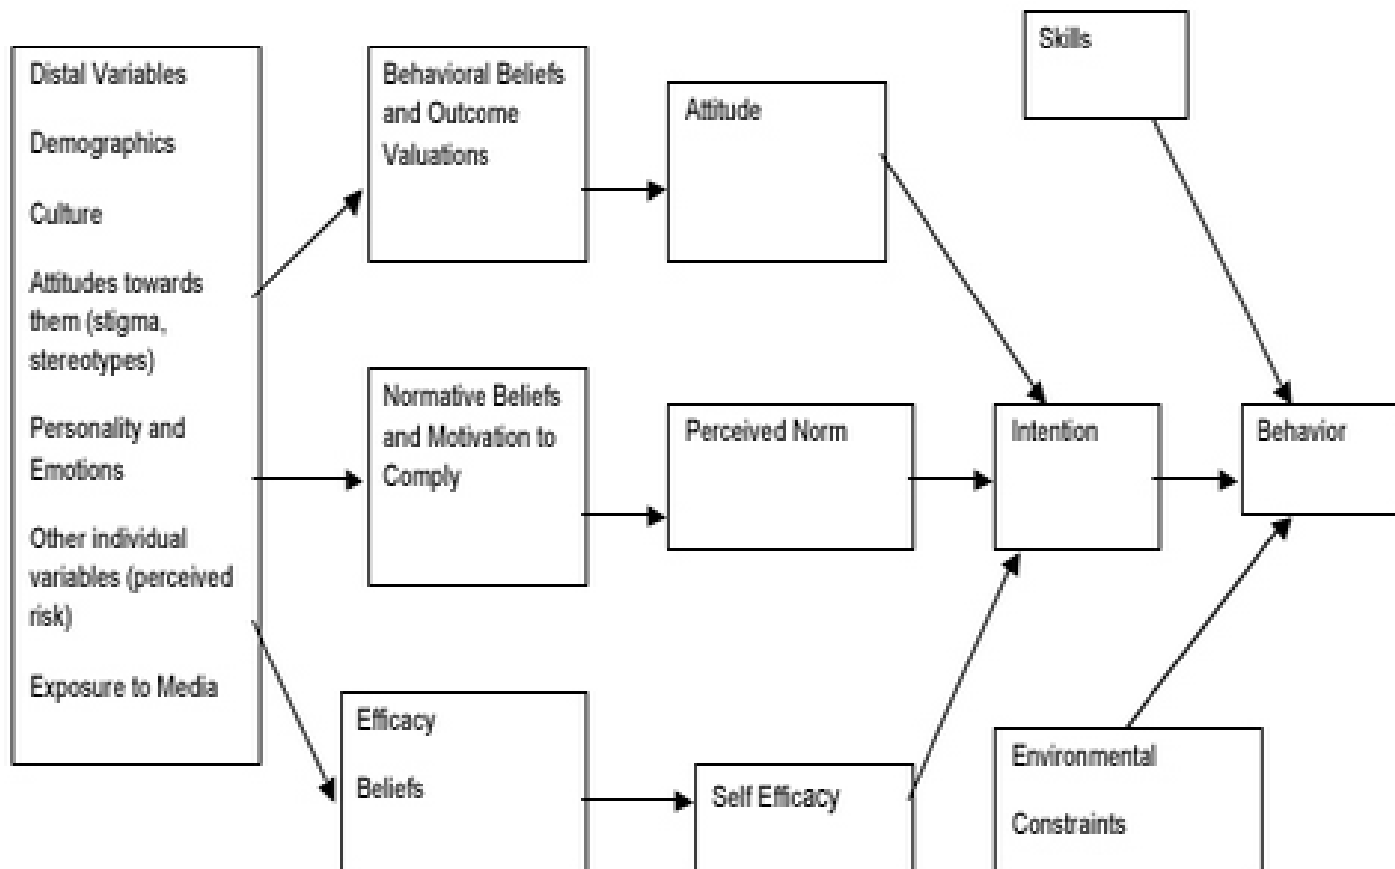 Distal Variables
Demographics
Culture
Attitudes towards
them (stigma,
stereotypes)
Personality and
Emotions
Other individual
variables (perceived
risk)
Exposure to Media
Behavioral Beliefs
and Outcome
Valuations
Normative Beliefs
and Motivation to
Comply
Efficacy
Beliefs
Attitude
Perceived Norm
Self Efficacy
Skills
Intention
Environmental
Constraints
Behavior